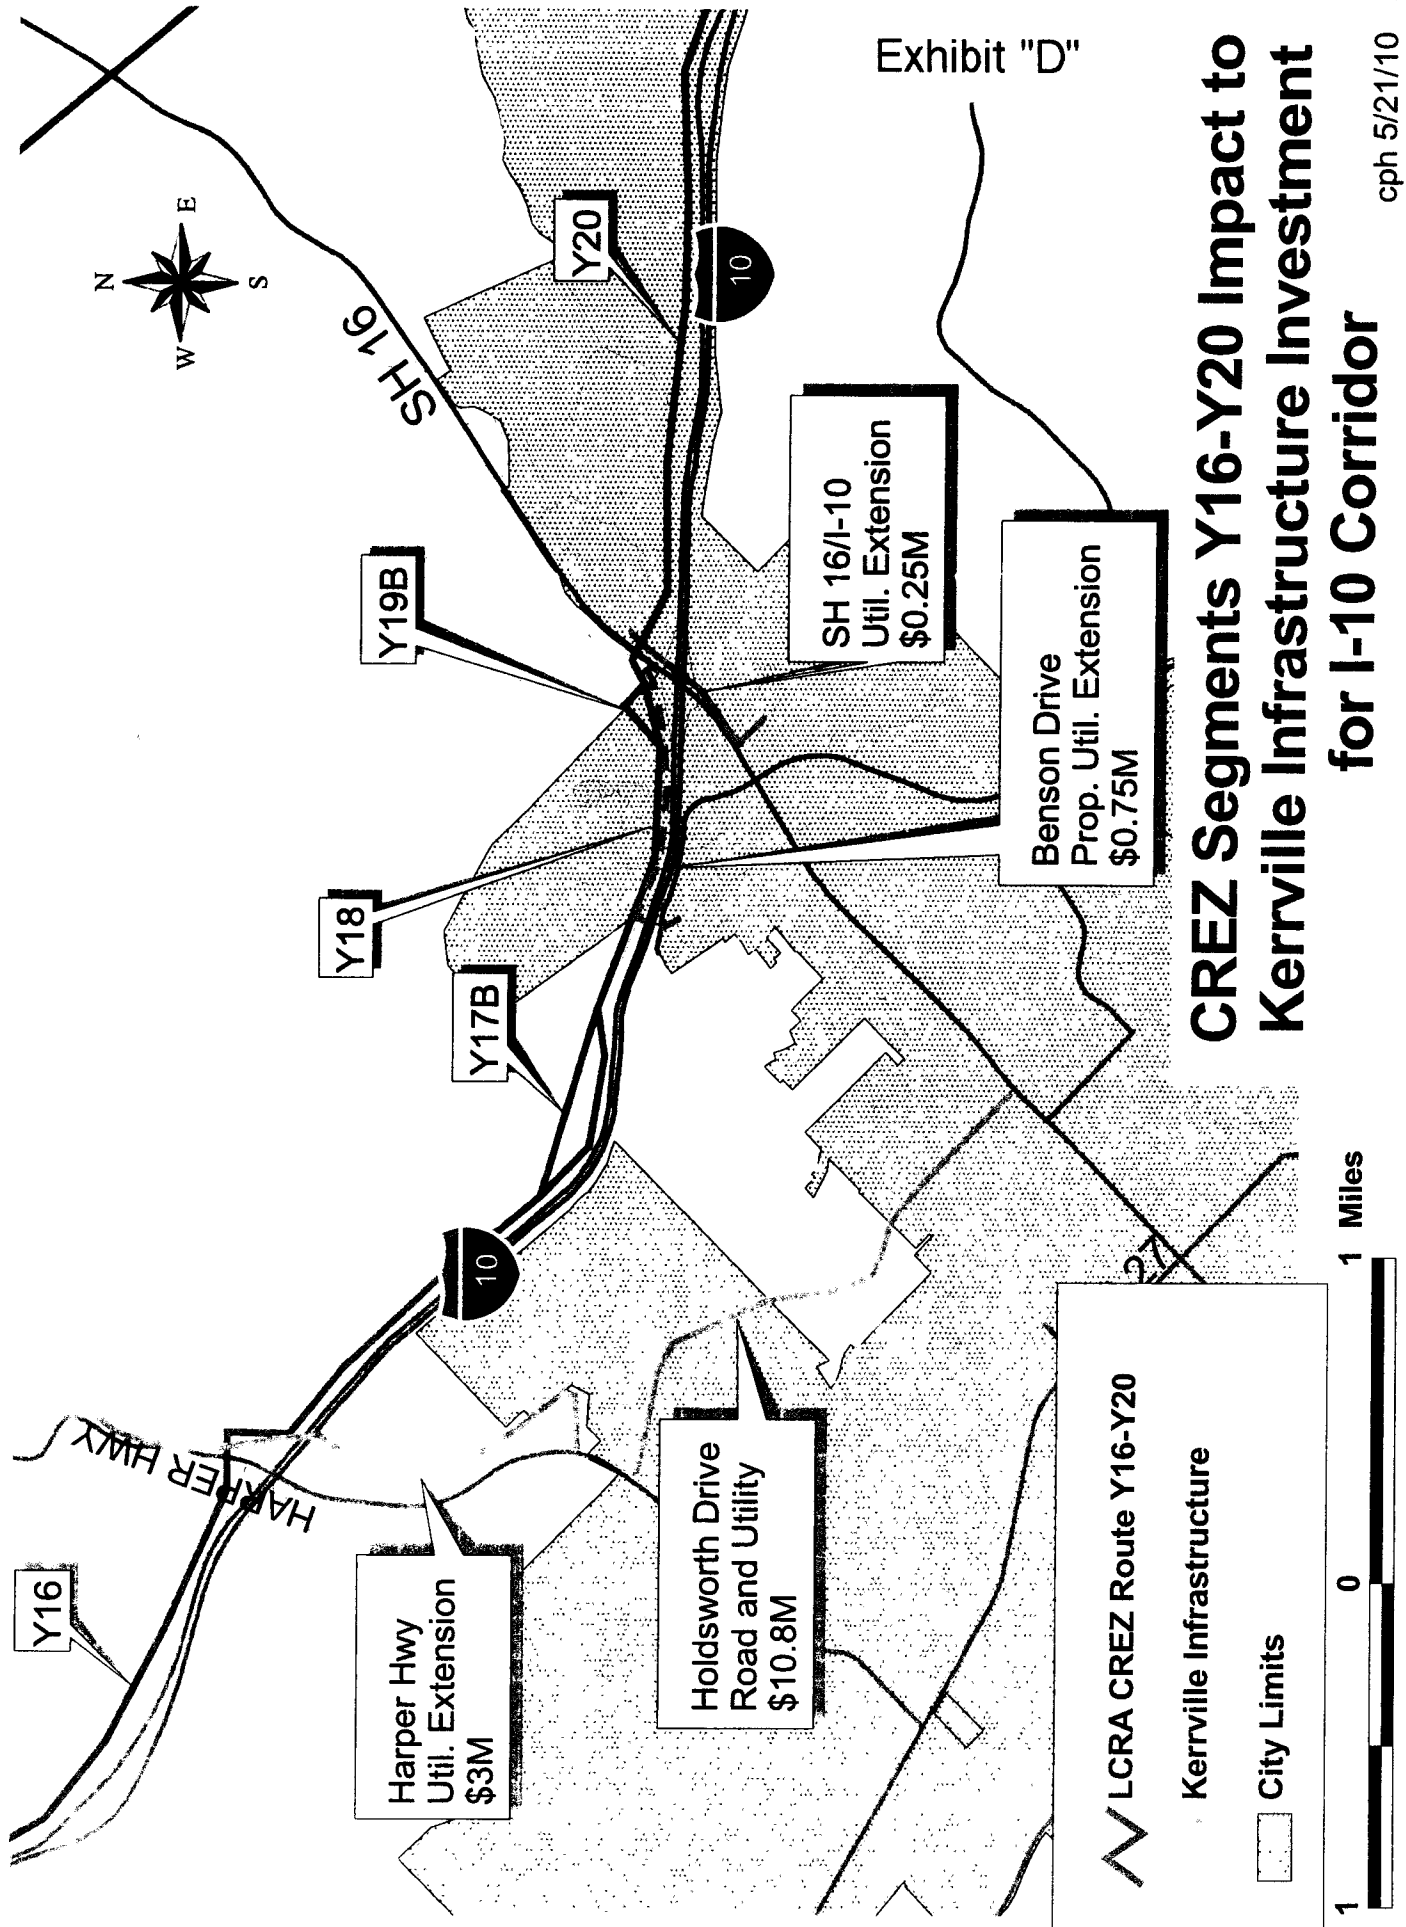 Exhibit "D"
N
W
E
S
SH 16
Y16
HARPER HWY
HARPER HWY
10
Y17B
Y18
Y19B
Y20
10
Harper Hwy
Util. Extension
$3M
Holdsworth Drive
Road and Utility
$10.8M
Benson Drive
Prop. Util. Extension
$0.75M
SH 16/I-10
Util. Extension
$0.25M
27
LCRA CREZ Route Y16-Y20
Kerrville Infrastructure
City Limits
1
0
1 Miles
CREZ Segments Y16-Y20 Impact to
Kerrville Infrastructure Investment
for I-10 Corridor
cph 5/21/10